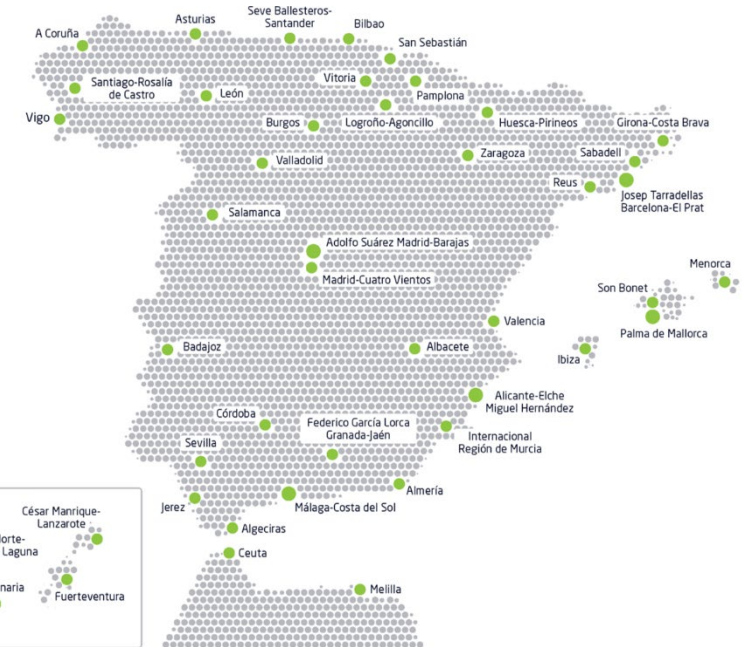 Seve Ballesteros-
Santander
Asturias
Bilbao
A Coruña
San Sebastián
Vitoria
Santiago-Rosalía
de Castro
León
Pamplona
Vigo
Burgos
Logroño-Agoncillo
Huesca-Pirineos
Girona-Costa Brava
Valladolid
Zaragoza
Sabadell
Reus
Josep Tarradellas
Barcelona-El Prat
Salamanca
Adolfo Suárez Madrid-Barajas
Madrid-Cuatro Vientos
Menorca
Son Bonet
Palma de Mallorca
Valencia
Badajoz
Albacete
Ibiza
Alicante-Elche
Miguel Hernández
Córdoba
Federico García Lorca
Granada-Jaén
Internacional
Región de Murcia
Sevilla
Almería
Jerez
Málaga-Costa del Sol
Algeciras
Ceuta
Melilla
César Manrique-
Lanzarote
Laguna
Fuerteventura